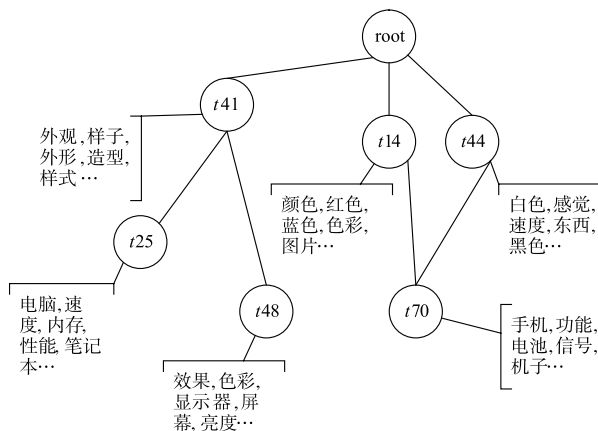 root
t41
t14
t44
外观,样子,
外形,造型,
样式…
颜色,红色,
蓝色,色彩,
图片…
白色,感觉,
速度,东西,
黑色…
t25
t48
t70
电脑,速
度,内存,
性能,笔记
本…
手机,功能,
电池,信号,
机子…
效果,色彩,
显示器,屏
幕,亮度…